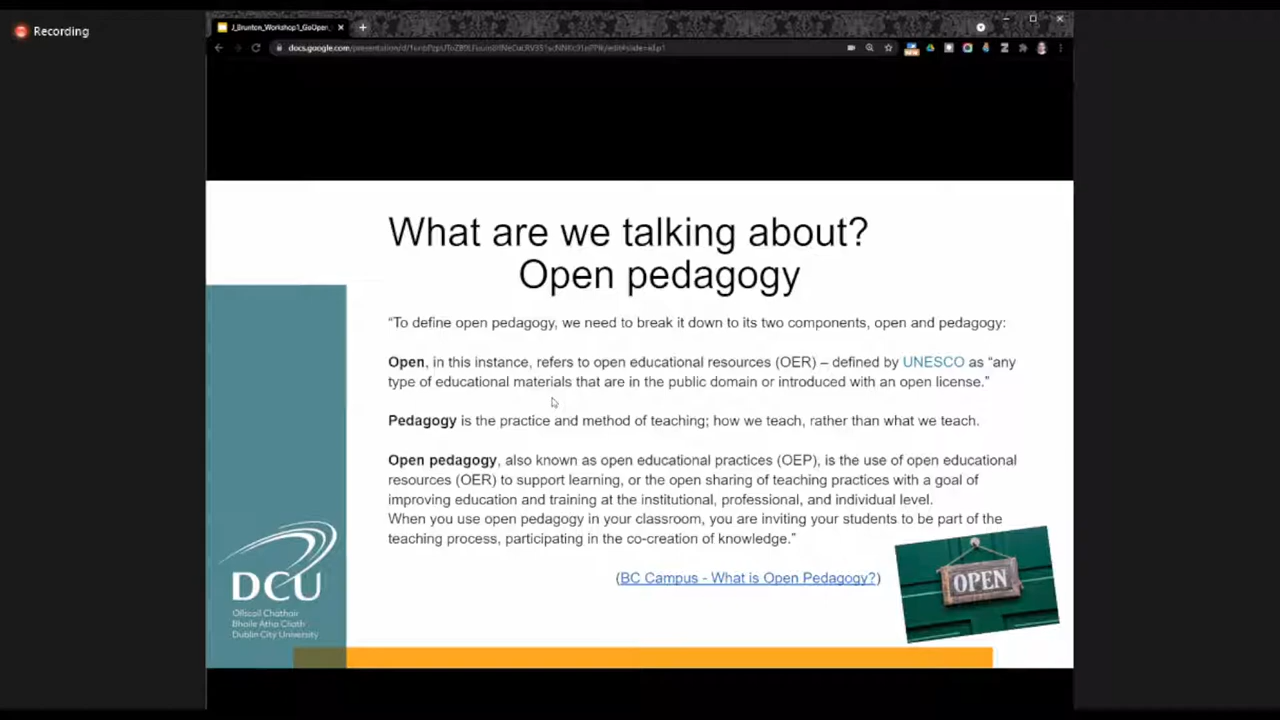 Recording
J_Brunton_Workshop1_GoOpen_
What are we talking about?
Open pedagogy
“To define open pedagogy, we need to break it down to its two components, open and pedagogy:
Open, in this instance, refers to open educational resources (OER) – defined by UNESCO as “any
type of educational materials that are in the public domain or introduced with an open license.”
Pedagogy is the practice and method of teaching; how we teach, rather than what we teach.
Open pedagogy, also known as open educational practices (OEP), is the use of open educational
resources (OER) to support learning, or the open sharing of teaching practices with a goal of
improving education and training at the institutional, professional, and individual level.
When you use open pedagogy in your classroom, you are inviting your students to be part of the
teaching process, participating in the co-creation of knowledge.”
(BC Campus - What is Open Pedagogy?)
OPEN
DCU
Ollscoil Chathair
Bhaile Átha Cliath
Dublin City University